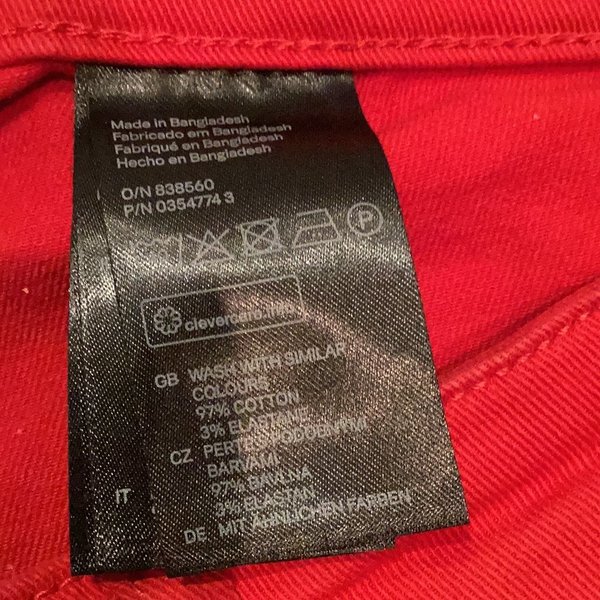 Made in Bangladesh
Fabricado em Bangladesh
Fabriqué en Bangladesh
Hecho en Bangladesh
O/N 838560
P/N 0354774 3
P
clevercare.info
GB WASH WITH SIMILAR
COLOURS
97% COTTON
3% ELASTANE
CZ PERTE S PODOBNÝMI
BARVAMI
97% BAVLNA
3% ELASTAN
IT
DE MIT ÄHNLICHEN FARBEN